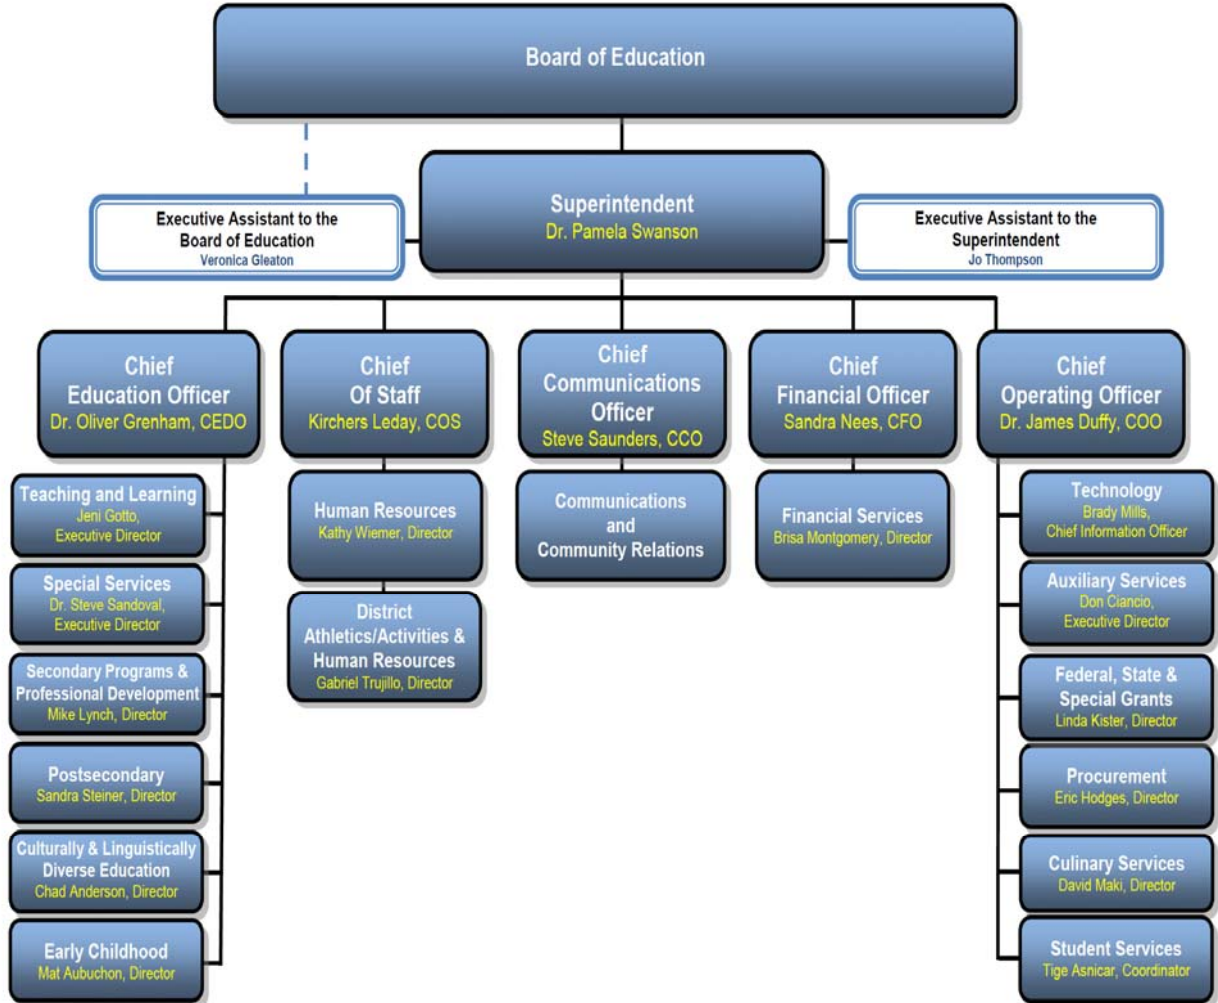 Board of Education
Superintendent
Dr. Pamela Swanson
Executive Assistant to the
Board of Education
Veronica Gleaton
Executive Assistant to the
Superintendent
Jo Thompson
Chief
Education Officer
Dr. Oliver Grenham, CEDO
Chief
Of Staff
Kirchers Leday, COS
Chief
Communications
Officer
Steve Saunders, CCO
Chief
Financial Officer
Sandra Nees, CFO
Chief
Operating Officer
Dr. James Duffy, COO
Teaching and Learning
Jeni Gotto,
Executive Director
Special Services
Dr. Steve Sandoval,
Executive Director
Secondary Programs &
Professional Development
Mike Lynch, Director
Postsecondary
Sandra Steiner, Director
Culturally & Linguistically
Diverse Education
Chad Anderson, Director
Early Childhood
Mat Aubuchon, Director
Human Resources
Kathy Wiemer, Director
District
Athletics/Activities &
Human Resources
Gabriel Trujillo, Director
Communications
and
Community Relations
Financial Services
Brisa Montgomery, Director
Technology
Brady Mills,
Chief Information Officer
Auxiliary Services
Don Ciancio,
Executive Director
Federal, State &
Special Grants
Linda Kister, Director
Procurement
Eric Hodges, Director
Culinary Services
David Maki, Director
Student Services
Tige Asnicar, Coordinator